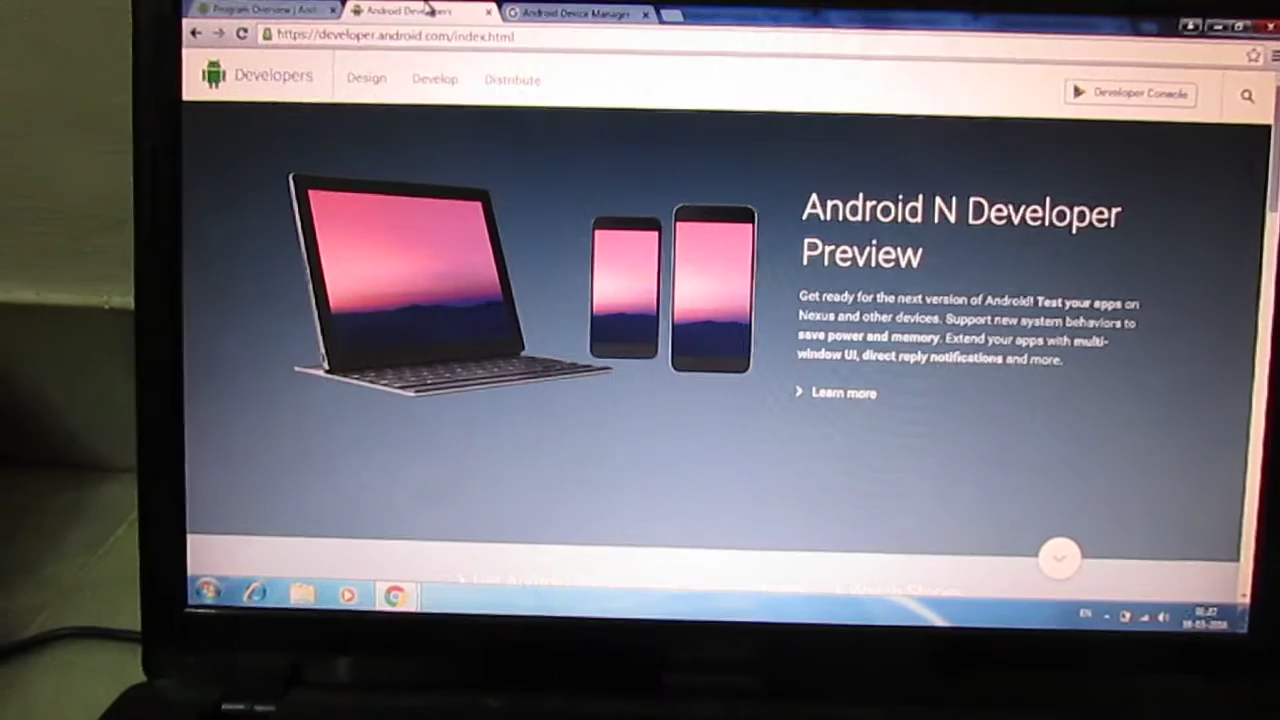 Program Overview | And
Android Developers
Android Device Manager
https://developer.android.com/index.html
Developers
Design
Develop
Distribute
Developer Console
Android N Developer
Preview
Get ready for the next version of Android! Test your apps on
Nexus and other devices. Support new system behaviors to
save power and memory. Extend your apps with multi-
window UI, direct reply notifications and more.
Learn more
EN